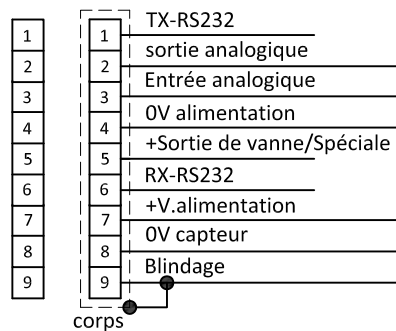 TX-RS232
1 1
sortie analogique
2 2
Entrée analogique
3 3
0V alimentation
4 4
+Sortie de vanne/Spéciale
5 5
RX-RS232
6 6
+V.alimentation
7 7
0V capteur
8 8
Blindage
9 9
corps